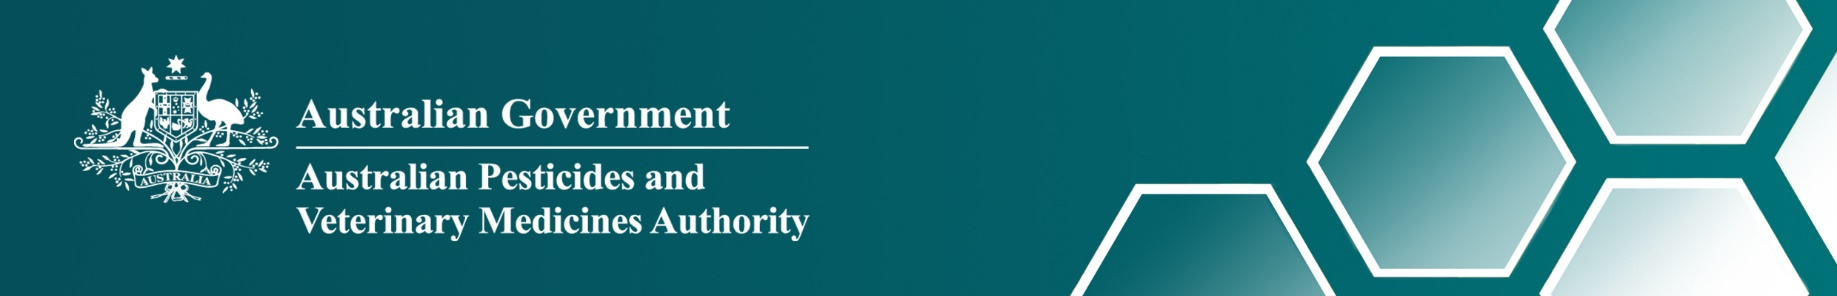 AUSTRALIA
Australian Government
Australian Pesticides and
Veterinary Medicines Authority